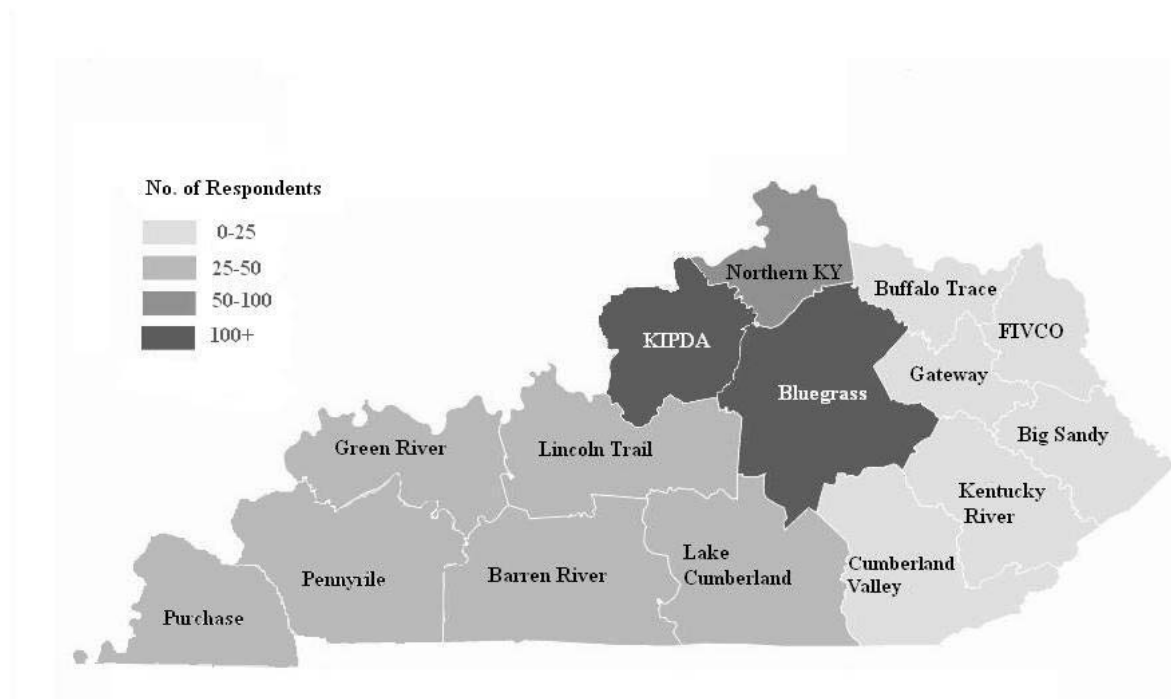 No. of Respondents
0-25
25-50
50-100
100+
Northern KY
Buffalo Trace
FIVCO
KIPDA
Gateway
Bluegrass
Big Sandy
Green River
Lincoln Trail
Kentucky
River
Lake
Cumberland
Cumberland
Valley
Pennyrile
Barren River
Purchase